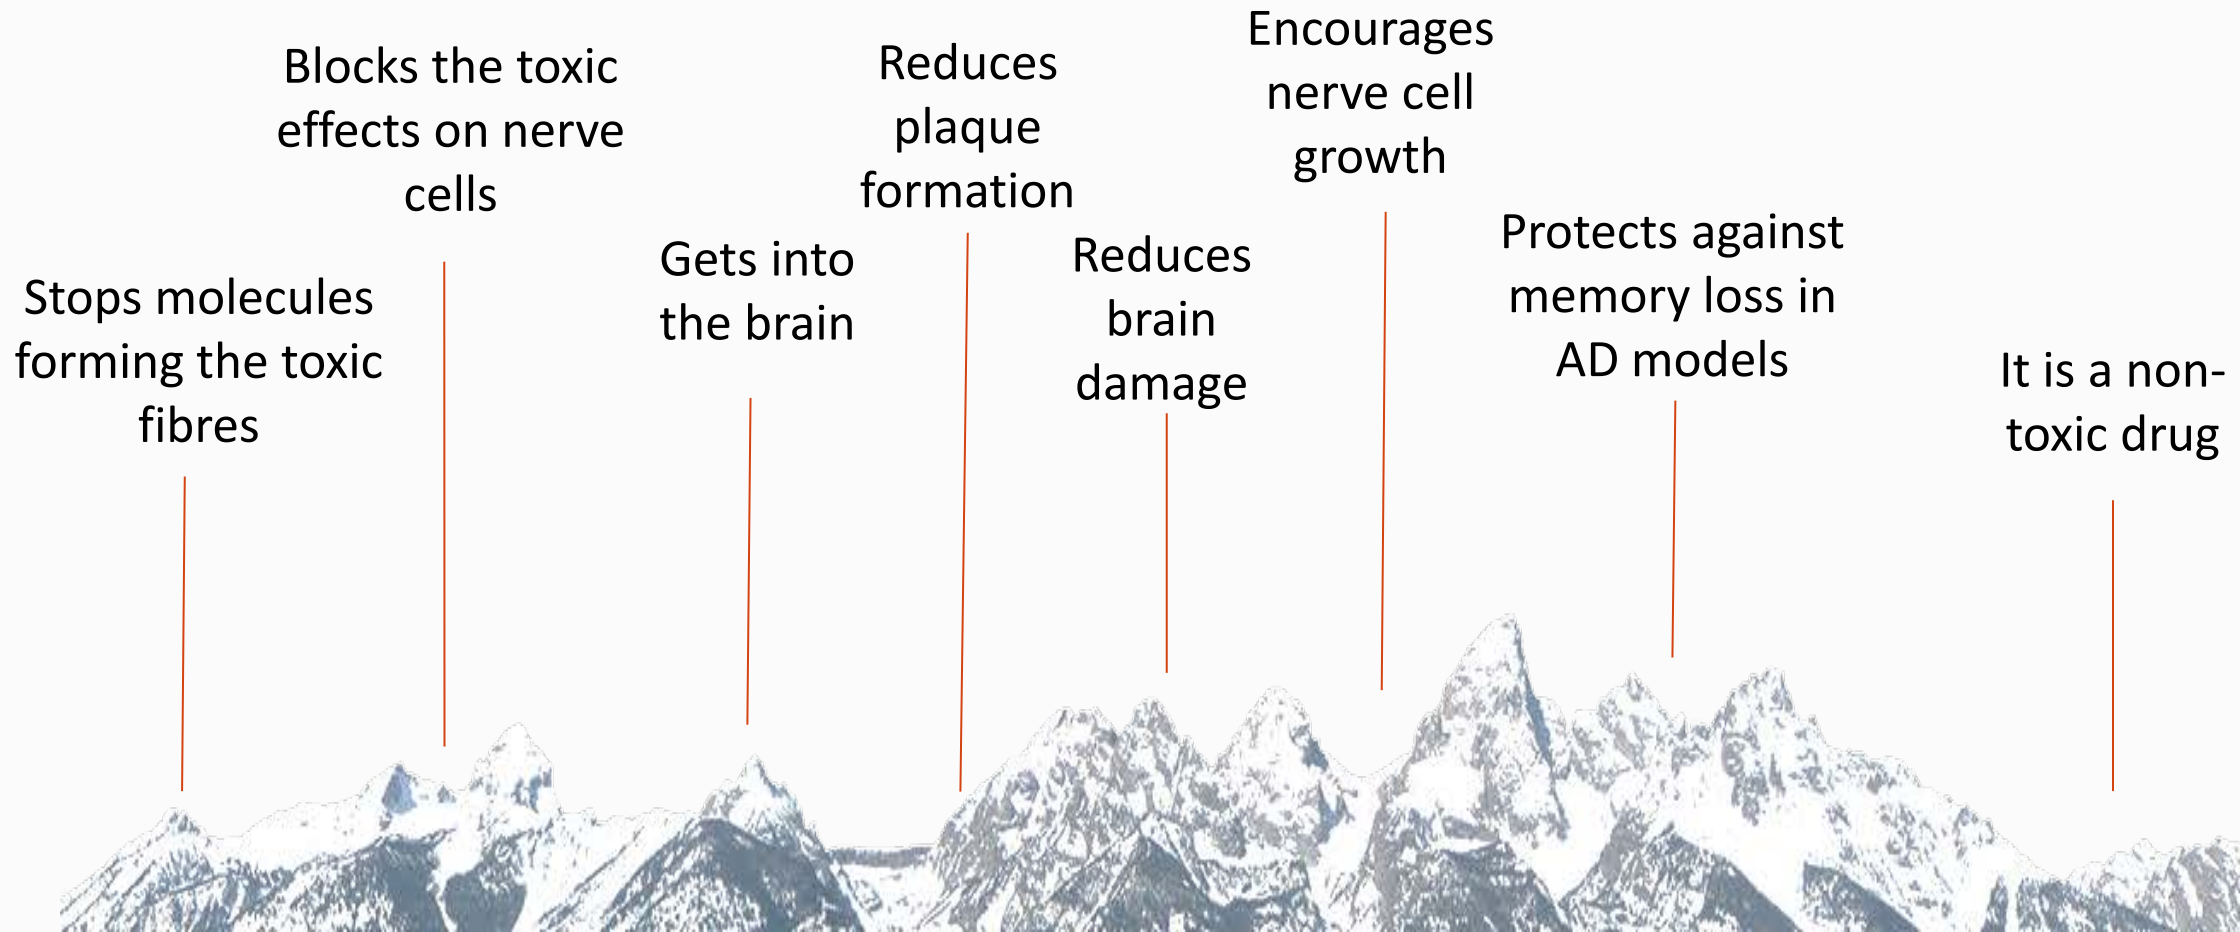 Stops molecules
forming the toxic
fibres
Blocks the toxic
effects on nerve
cells
Gets into
the brain
Reduces
plaque
formation
Reduces
brain
damage
Encourages
nerve cell
growth
Protects against
memory loss in
AD models
It is a non-
toxic drug